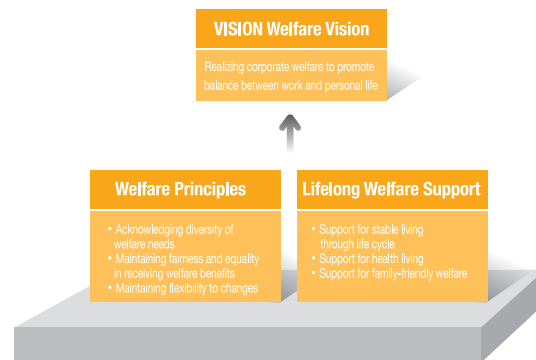 VISION Welfare Vision
Realizing corporate welfare to promote
balance between work and personal life
Welfare Principles
• Acknowledging diversity of
welfare needs
• Maintaining fairness and equality
in receiving welfare benefits
• Maintaining flexibility to changes
Lifelong Welfare Support
• Support for stable living
through life cycle
• Support for health living
• Support for family-friendly welfare